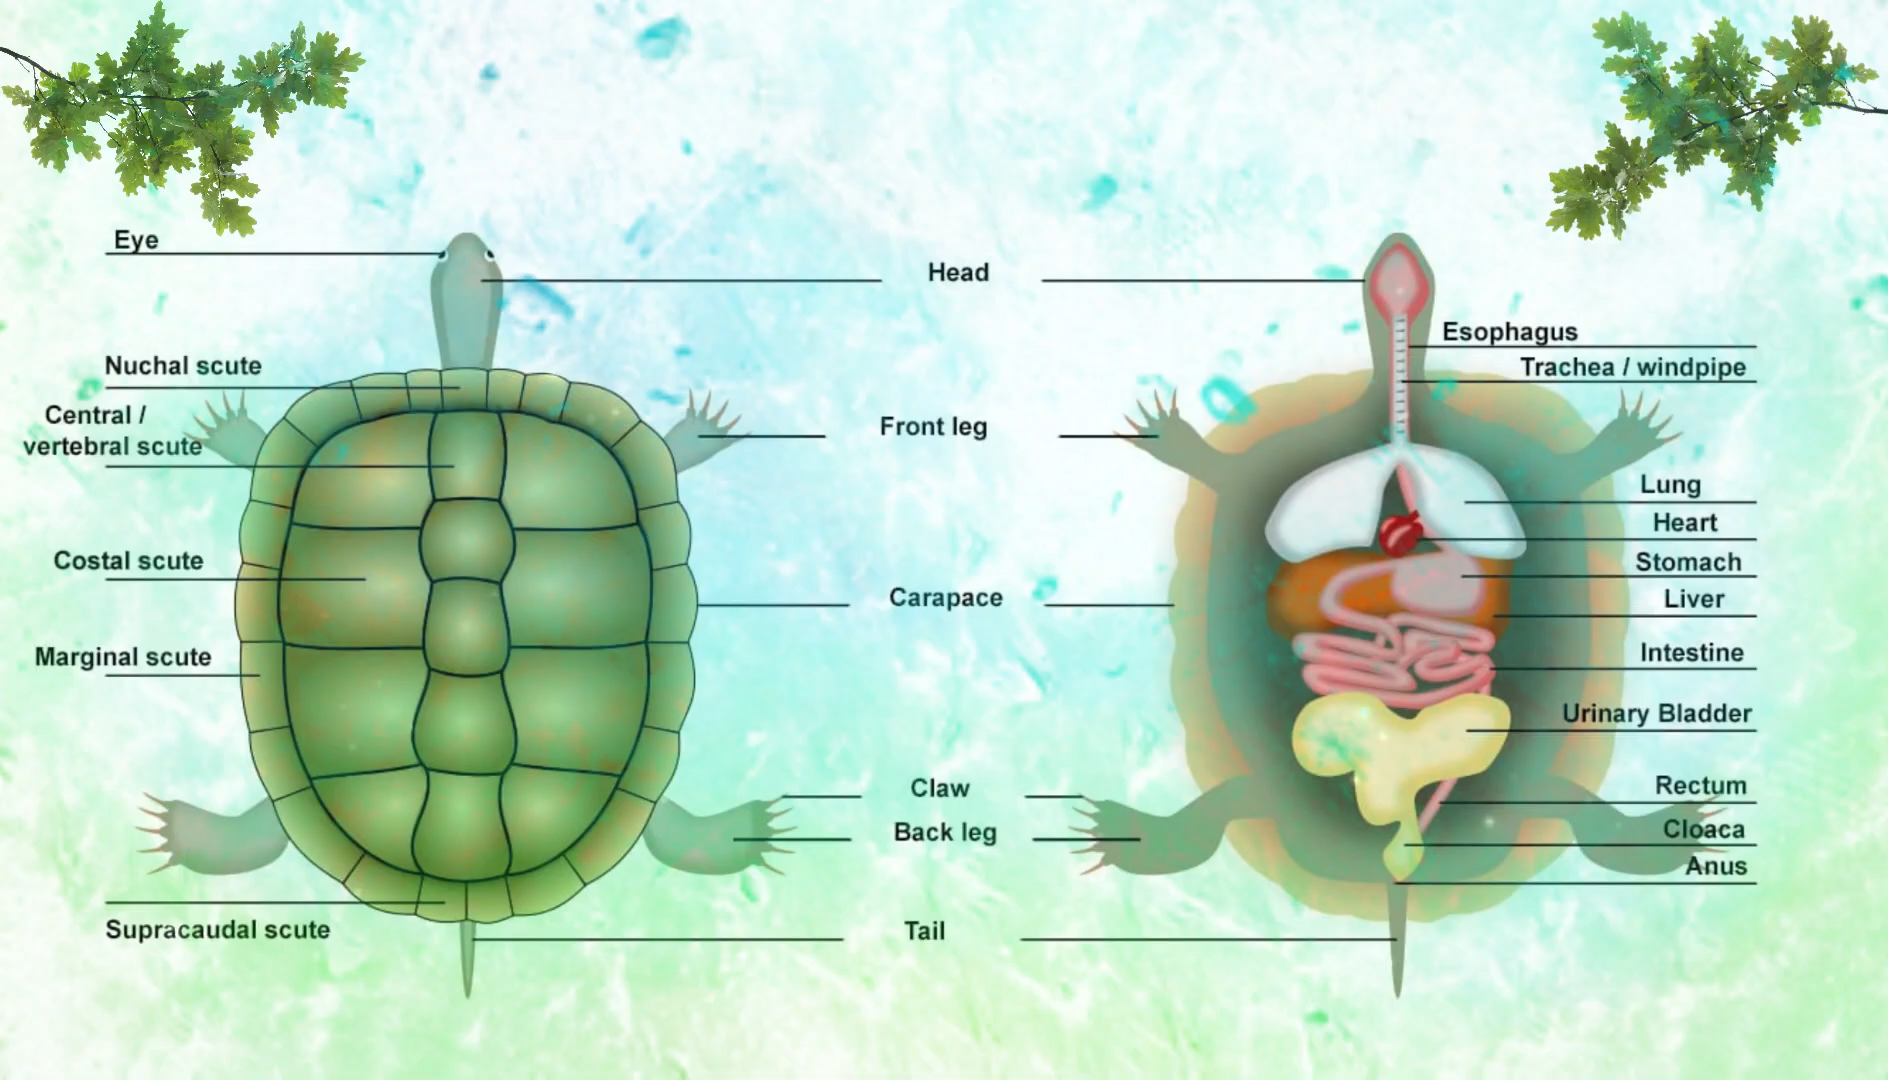 Eye
Head
Esophagus
Nuchal scute
Trachea / windpipe
Central /
vertebral scute
Front leg
Lung
Heart
Costal scute
Stomach
Carapace
Liver
Marginal scute
Intestine
Urinary Bladder
Claw
Rectum
Back leg
Cloaca
Anus
Supracaudal scute
Tail